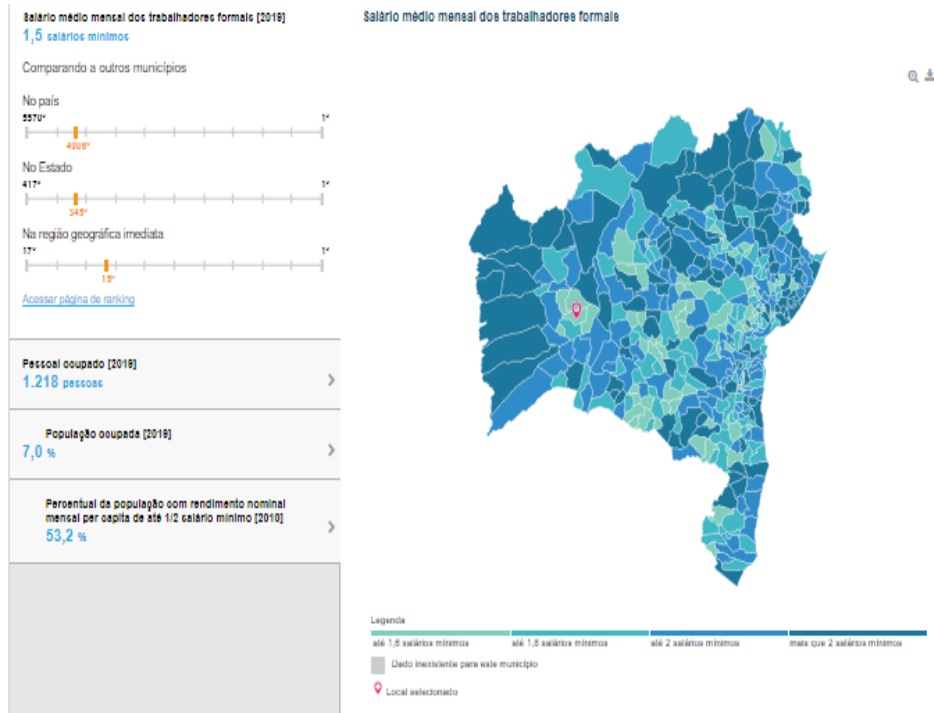 Salário médio mensal dos trabalhadores formais [2019]
1,5 salários mínimos
Comparando a outros municípios
No país
5570º 1º
4006º
No Estado
417º 1º
345º
Na região geográfica imediata
17º 1º
13º
Acessar página de ranking
Pessoal ocupado [2019]
1.218 pessoas
População ocupada [2019]
7,0 %
Percentual da população com rendimento nominal
mensal per capita de até 1/2 salário mínimo [2010]
53,2 %
Salário médio mensal dos trabalhadores formais
Legenda
até 1,6 salários mínimos
até 1,8 salários mínimos
até 2 salários mínimos
mais que 2 salários mínimos
Dado inexistente para este município
Local selecionado